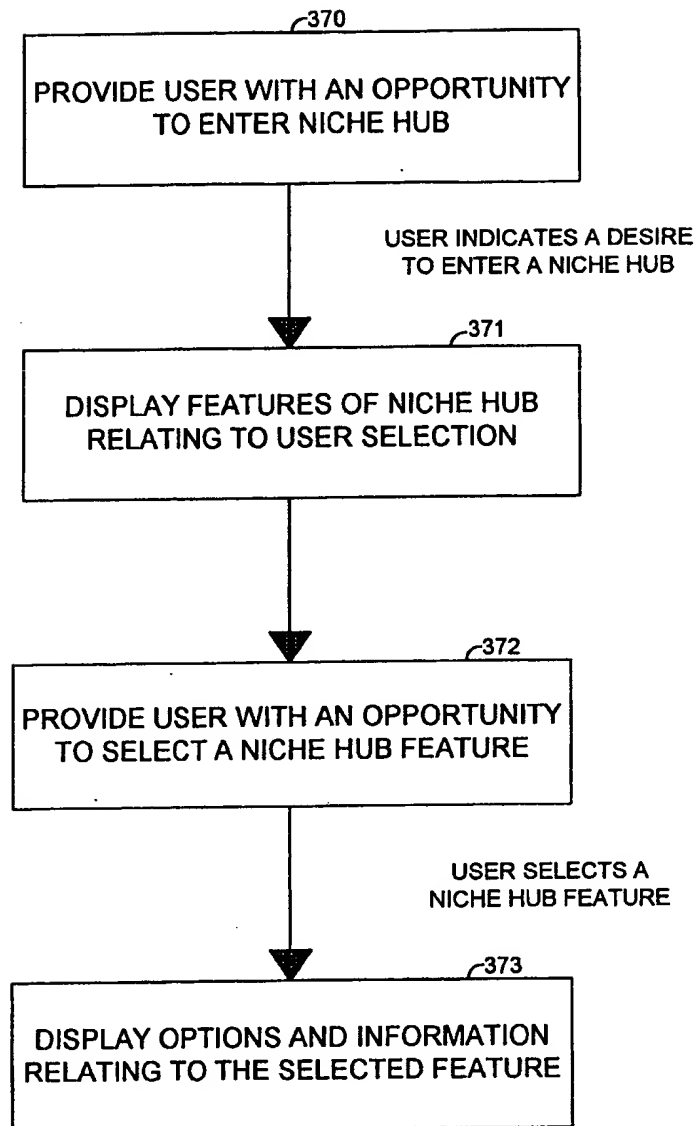 370
PROVIDE USER WITH AN OPPORTUNITY
TO ENTER NICHE HUB
USER INDICATES A DESIRE
TO ENTER A NICHE HUB
371
DISPLAY FEATURES OF NICHE HUB
RELATING TO USER SELECTION
372
PROVIDE USER WITH AN OPPORTUNITY
TO SELECT A NICHE HUB FEATURE
USER SELECTS A
NICHE HUB FEATURE
373
DISPLAY OPTIONS AND INFORMATION
RELATING TO THE SELECTED FEATURE